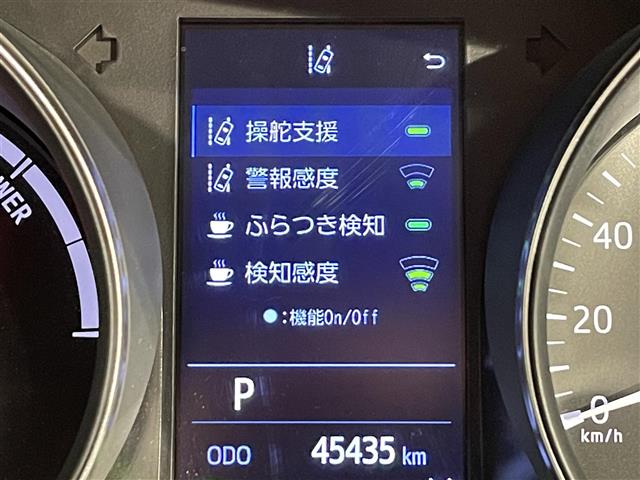 操舵支援
警報感度
ふらつき検知
検知感度
●:機能On/Off
P
ODO 45435 km
WER
40
20
0
km/h